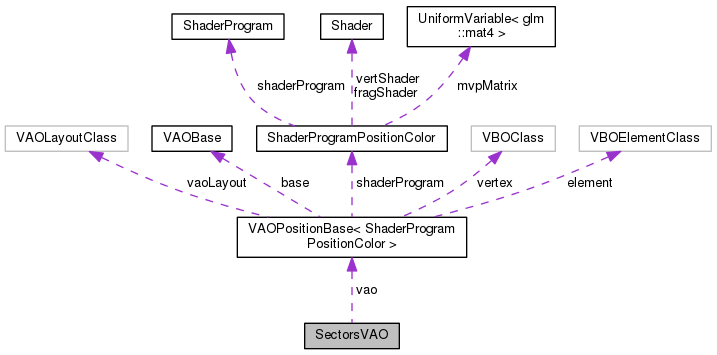 ShaderProgram
Shader
UniformVariable< glm
::mat4 >
shaderProgram
vertShader
fragShader
mvpMatrix
VAOLayoutClass
VAOBase
ShaderProgramPositionColor
VBOClass
VBOElementClass
vaoLayout
base
shaderProgram
vertex
element
VAOPositionBase< ShaderProgram
PositionColor >
vao
SectorsVAO